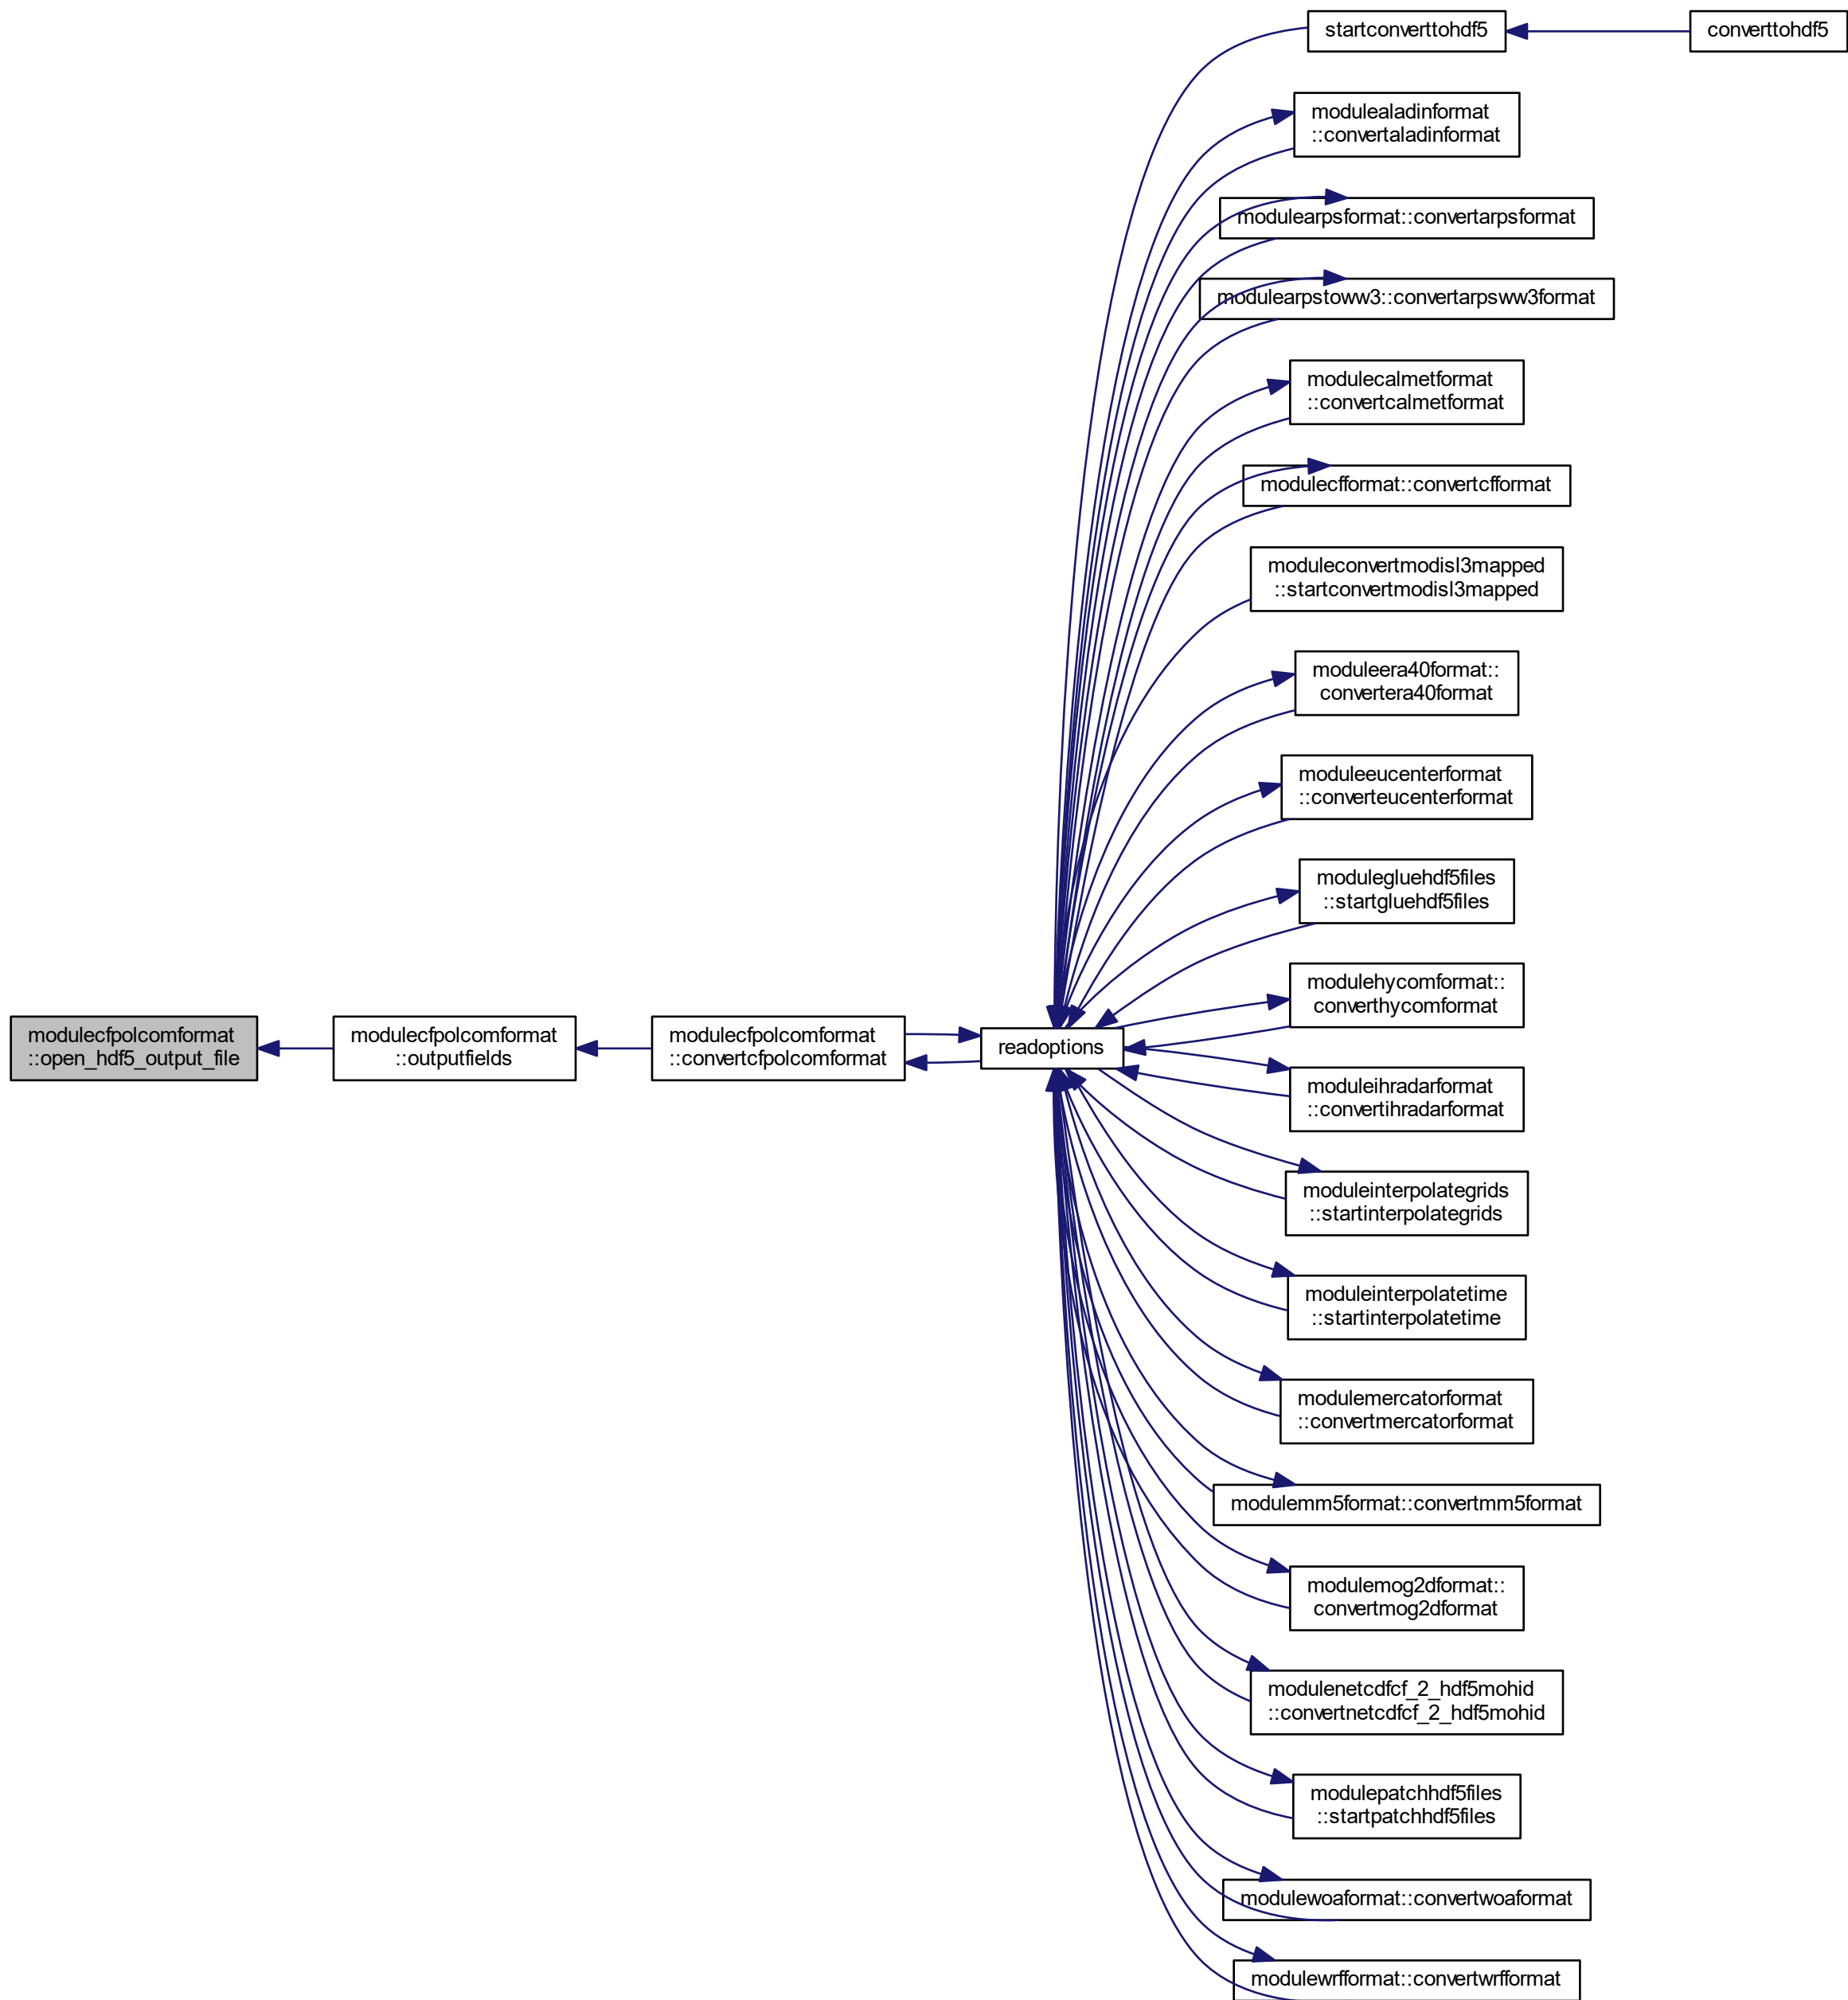 startconverttohdf5
converttohdf5
modulealadinformat
::convertaladinformat
modulearpsformat::convertarpsformat
modulearpstoww3::convertarpsww3format
modulecalmetformat
::convertcalmetformat
modulecfformat::convertcfformat
moduleconvertmodisl3mapped
::startconvertmodisl3mapped
moduleera40format::
convertera40format
moduleeucenterformat
::converteucenterformat
modulegluehdf5files
::startgluehdf5files
modulecfpolcomformat
::open_hdf5_output_file
modulecfpolcomformat
::outputfields
modulecfpolcomformat
::convertcfpolcomformat
readoptions
modulehycomformat::
converthycomformat
moduleihradarformat
::convertihradarformat
moduleinterpolategrids
::startinterpolategrids
moduleinterpolatetime
::startinterpolatetime
modulemercatorformat
::convertmercatorformat
modulemm5format::convertmm5format
modulemog2dformat::
convertmog2dformat
modulenetcdfcf_2_hdf5mohid
::convertnetcdfcf_2_hdf5mohid
modulepatchhdf5files
::startpatchhdf5files
modulewoaformat::convertwoaformat
modulewrfformat::convertwrfformat